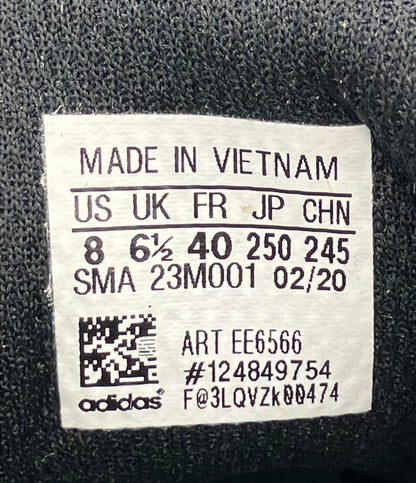 MADE IN VIETNAM
US UK FR JP CHN
8 6½ 40 250 245
SMA 23M001 02/20
ART EE6566
#124849754
adidas® F@3LQVZk00474